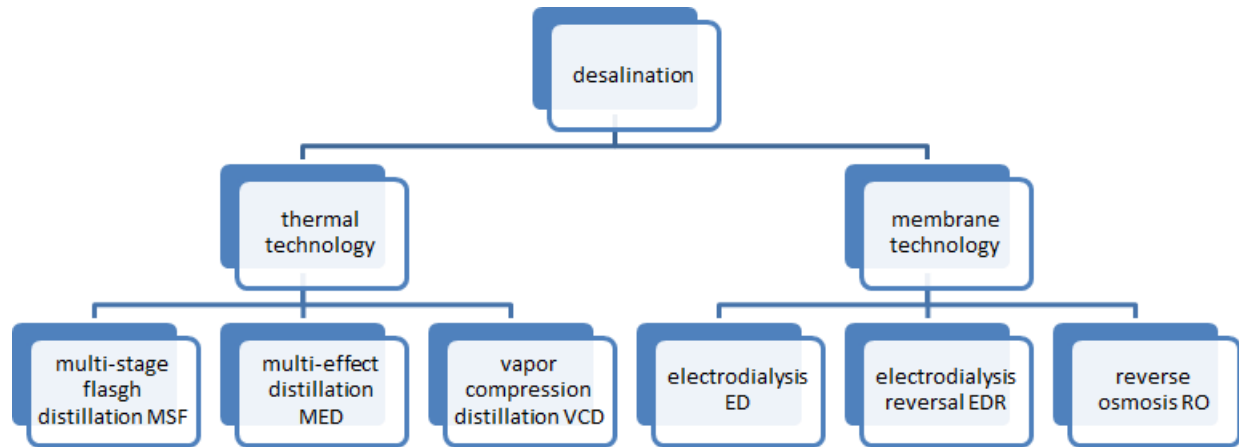 desalination
thermal
technology
membrane
technology
multi-stage
flasgh
distillation MSF
multi-effect
distillation
MED
vapor
compression
distillation VCD
electrodialysis
ED
electrodialysis
reversal EDR
reverse
osmosis RO